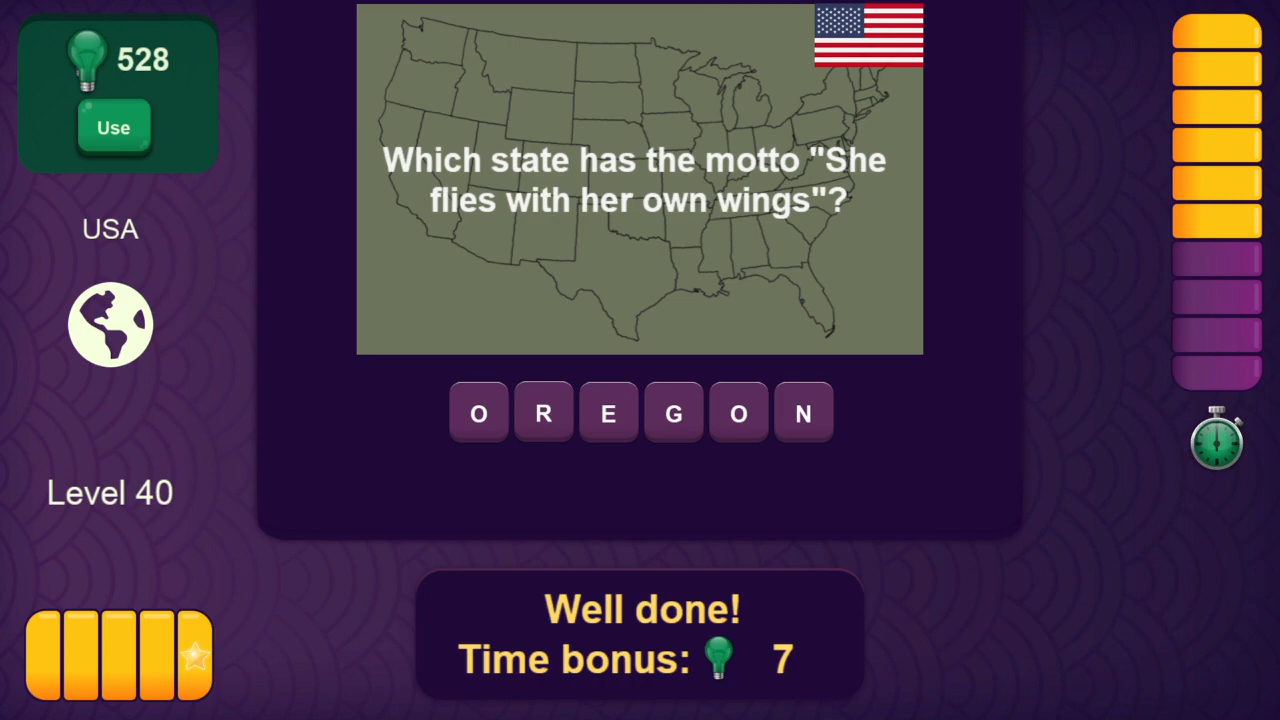 528
Use
USA
Level 40
Which state has the motto "She
flies with her own wings"?
O R E G O N
Well done!
Time bonus: 7